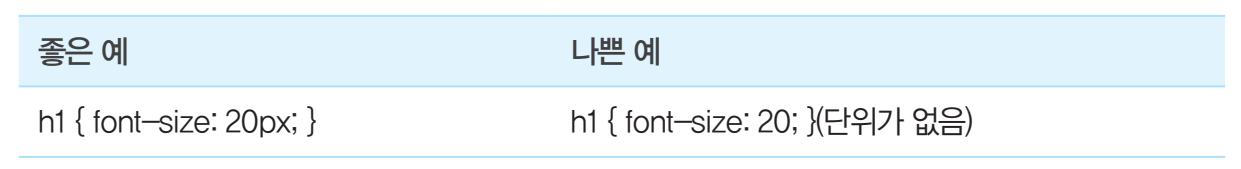 좋은 예 나쁜 예
h1 { font-size: 20px; } h1 { font-size: 20; }(단위가 없음)